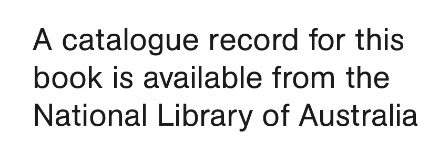 A catalogue record for this
book is available from the
National Library of Australia